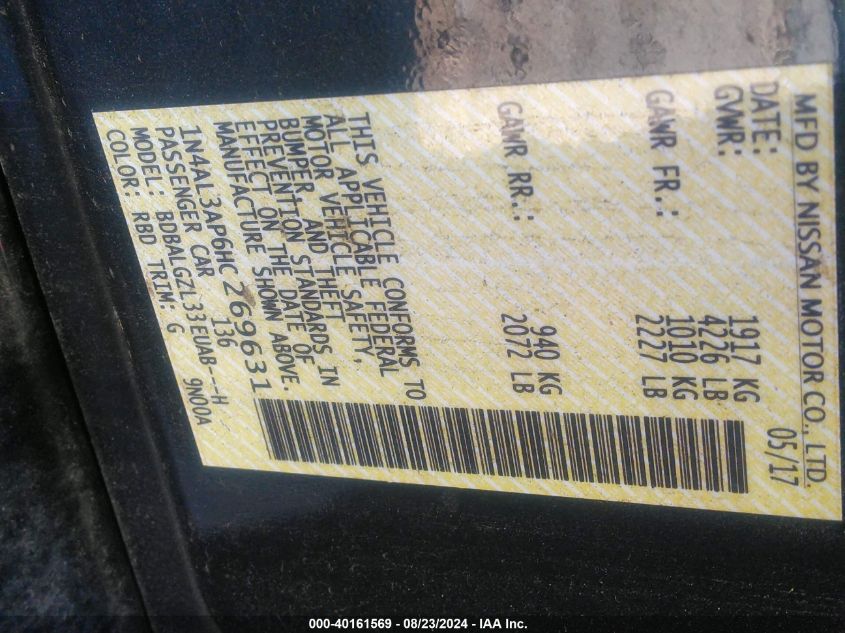 MFD BY NISSAN MOTOR CO., LTD.
DATE: 05/17
GVWR: 1917 KG
4226 LB
GAWR FR.: 1010 KG
2227 LB
GAWR RR.: 940 KG
2072 LB
THIS VEHICLE CONFORMS TO
ALL APPLICABLE FEDERAL
MOTOR VEHICLE SAFETY,
BUMPER, AND THEFT
PREVENTION STANDARDS IN
EFFECT ON THE DATE OF
MANUFACTURE SHOWN ABOVE.
1N4AL3AP6HC269631
PASSENGER CAR 136
MODEL: BDBALGZL33EUAB---H
COLOR: RBD TRIM: G 9N00A
000-40161569 - 08/23/2024 - IAA Inc.